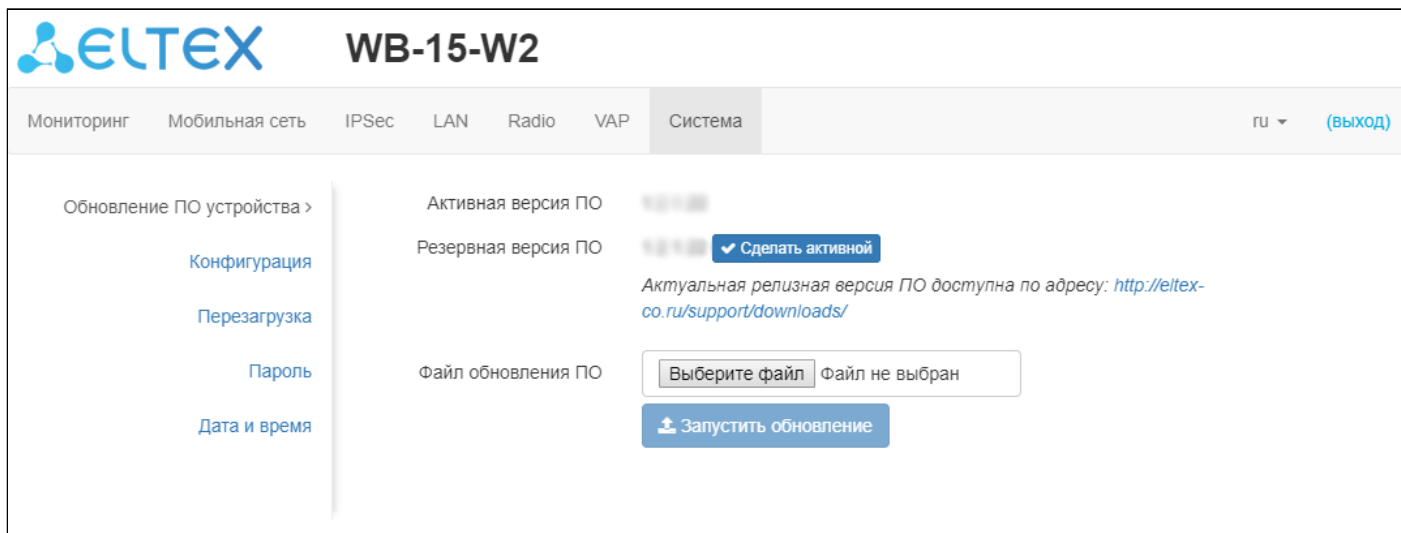 ELTEX WB-15-W2
Мониторинг Мобильная сеть IPSec LAN Radio VAP Система ru (выход)
Обновление ПО устройства >
Конфигурация
Перезагрузка
Пароль
Дата и время
Активная версия ПО
Резервная версия ПО Сделать активной
Актуальная релизная версия ПО доступна по адресу: http://eltex-
co.ru/support/downloads/
Файл обновления ПО Выберите файл Файл не выбран
Запустить обновление